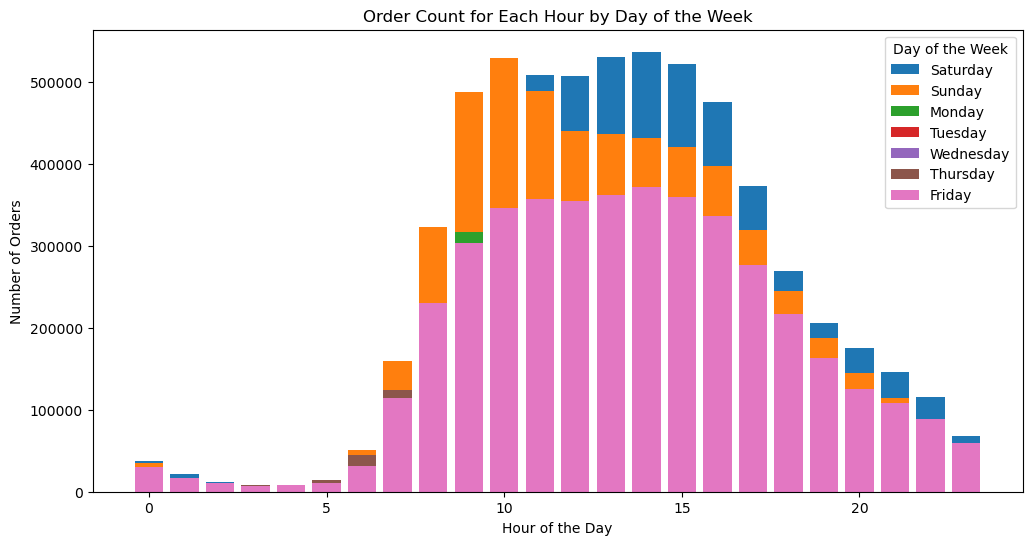 Order Count for Each Hour by Day of the Week
Number of Orders
500000
400000
300000
200000
100000
0
Day of the Week
Saturday
Sunday
Monday
Tuesday
Wednesday
Thursday
Friday
0 5 10 15 20
Hour of the Day